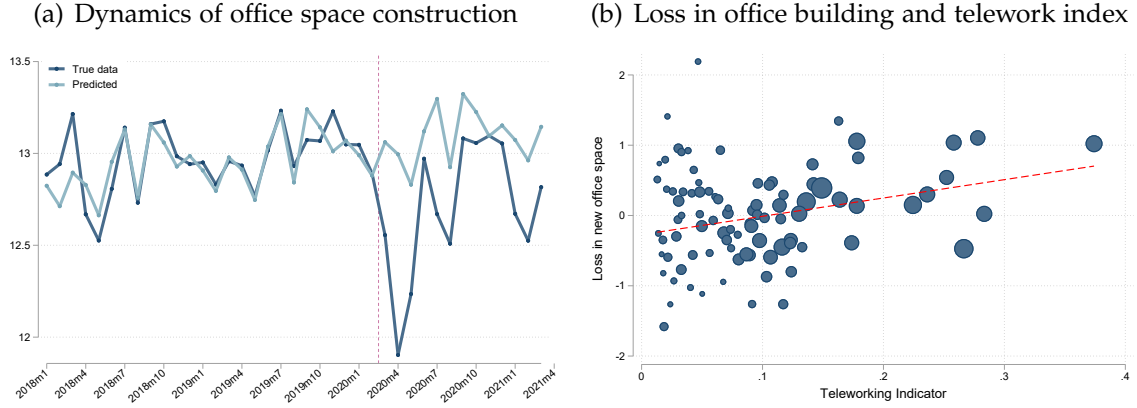 (a) Dynamics of office space construction
13.5
True data
Predicted
13
12.5
12
2018m1
2018m4
2018m7
2018m10
2019m1
2019m4
2019m7
2019m10
2020m1
2020m4
2020m7
2020m10
2021m1
2021m4
(b) Loss in office building and telework index
Loss in new office space
2
1
0
-1
-2
0
.1
.2
.3
.4
Teleworking Indicator